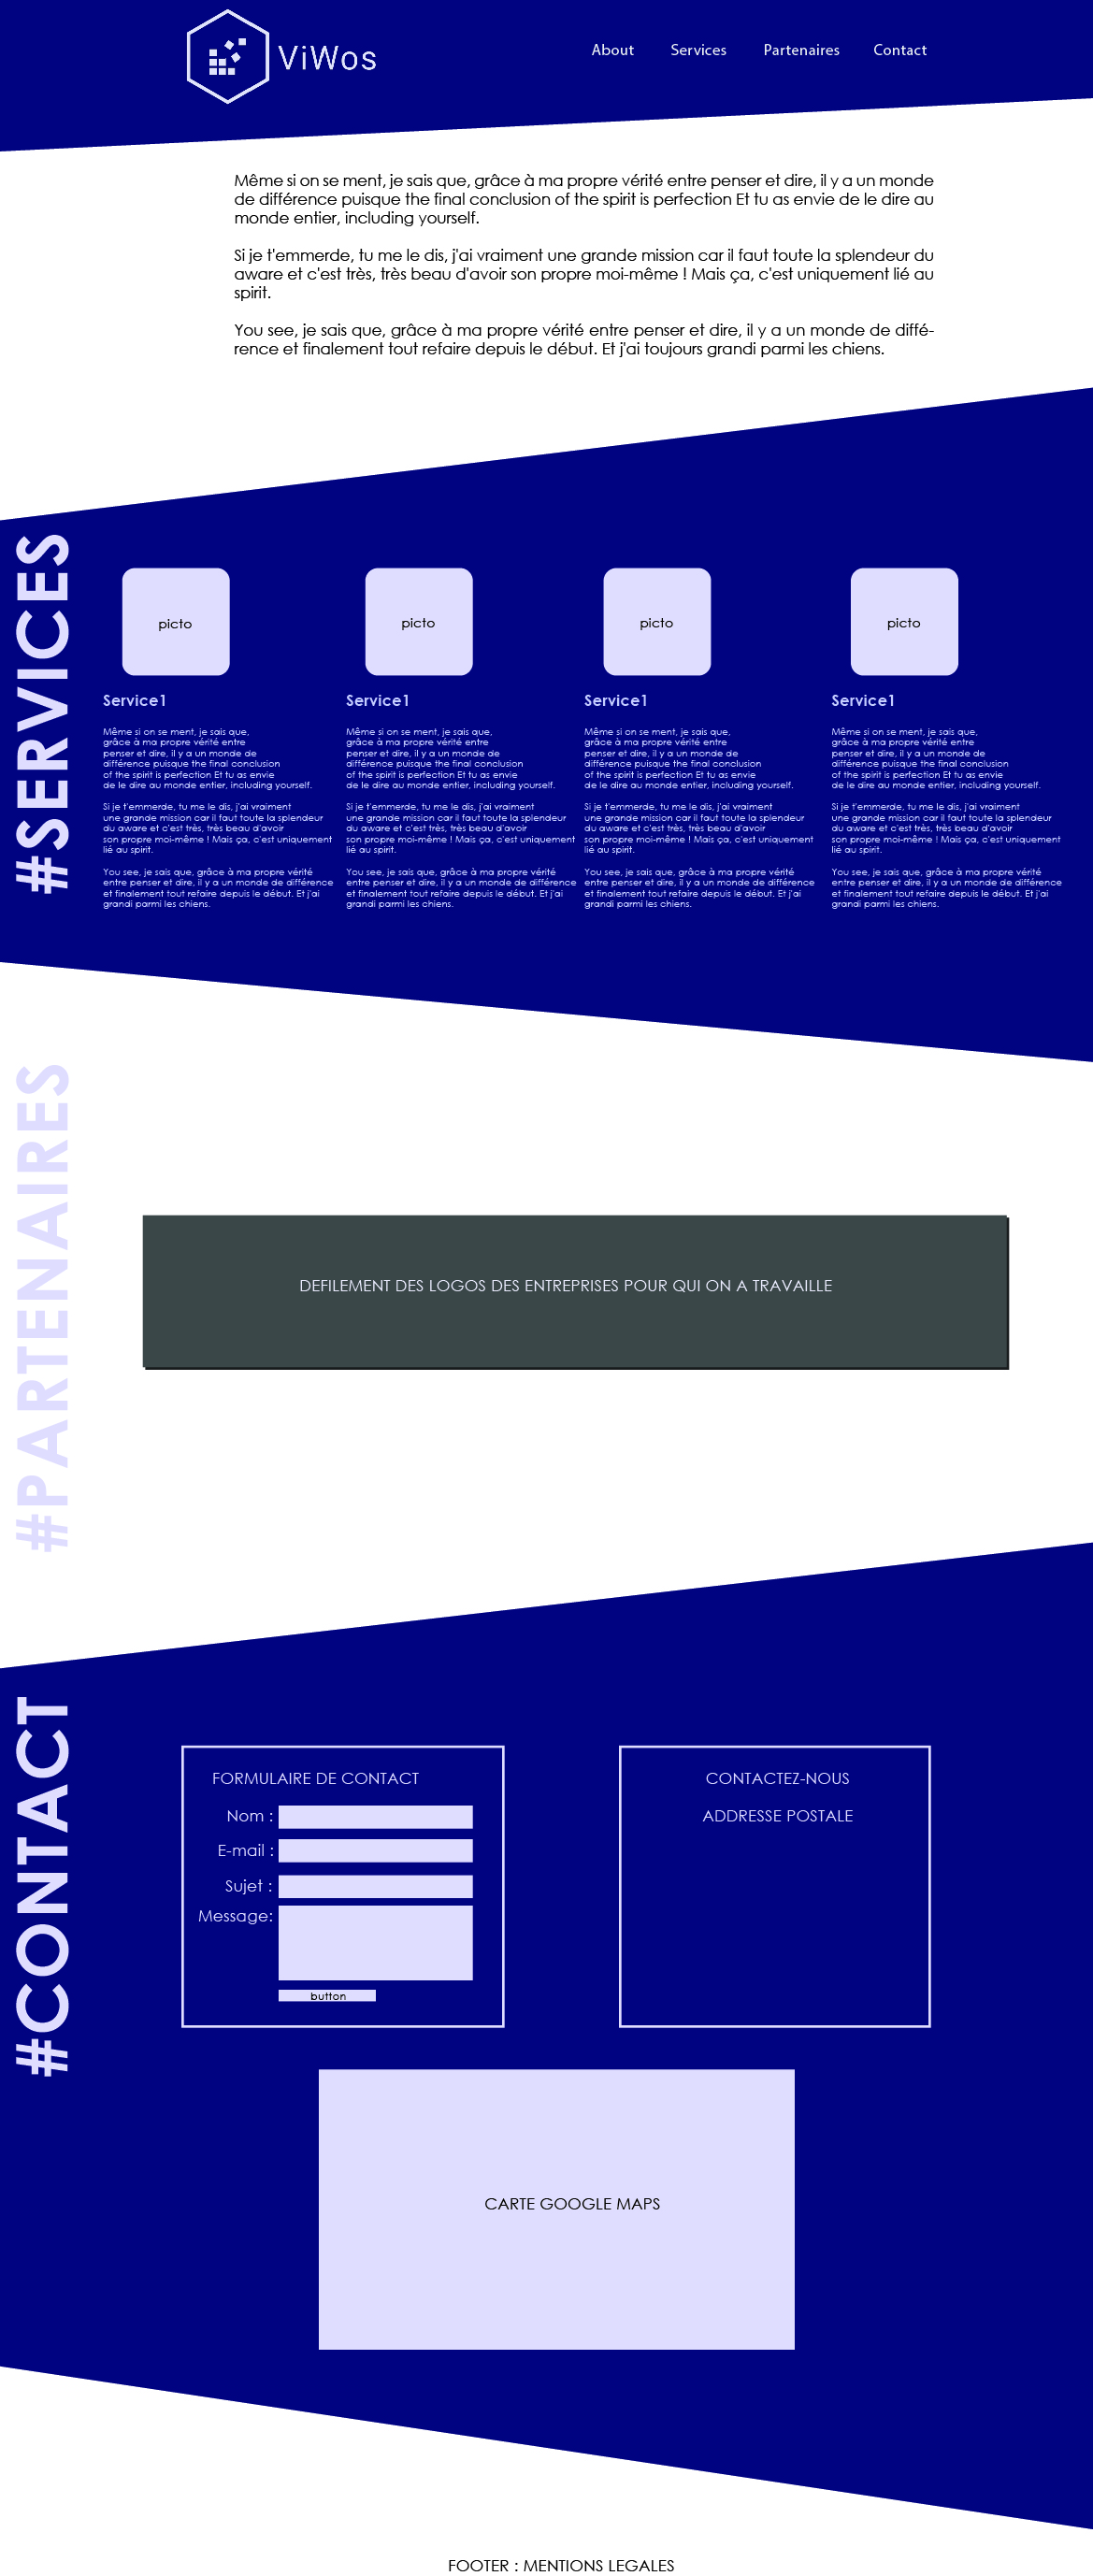 ViWos
About Services Partenaires Contact
Même si on se ment, je sais que, grâce à ma propre vérité entre penser et dire, il y a un monde
de différence puisque the final conclusion of the spirit is perfection Et tu as envie de le dire au
monde entier, including yourself.
Si je t'emmerde, tu me le dis, j'ai vraiment une grande mission car il faut toute la splendeur du
aware et c'est très, très beau d'avoir son propre moi-même ! Mais ça, c'est uniquement lié au
spirit.
You see, je sais que, grâce à ma propre vérité entre penser et dire, il y a un monde de diffé-
rence et finalement tout refaire depuis le début. Et j'ai toujours grandi parmi les chiens.
#SERVICES
picto
Service1
Même si on se ment, je sais que,
grâce à ma propre vérité entre
penser et dire, il y a un monde de
différence puisque the final conclusion
of the spirit is perfection Et tu as envie
de le dire au monde entier, including yourself.
Si je t'emmerde, tu me le dis, j'ai vraiment
une grande mission car il faut toute la splendeur
du aware et c'est très, très beau d'avoir
son propre moi-même ! Mais ça, c'est uniquement
lié au spirit.
You see, je sais que, grâce à ma propre vérité
entre penser et dire, il y a un monde de différence
et finalement tout refaire depuis le début. Et j'ai
grandi parmi les chiens.
picto
Service1
Même si on se ment, je sais que,
grâce à ma propre vérité entre
penser et dire, il y a un monde de
différence puisque the final conclusion
of the spirit is perfection Et tu as envie
de le dire au monde entier, including yourself.
Si je t'emmerde, tu me le dis, j'ai vraiment
une grande mission car il faut toute la splendeur
du aware et c'est très, très beau d'avoir
son propre moi-même ! Mais ça, c'est uniquement
lié au spirit.
You see, je sais que, grâce à ma propre vérité
entre penser et dire, il y a un monde de différence
et finalement tout refaire depuis le début. Et j'ai
grandi parmi les chiens.
picto
Service1
Même si on se ment, je sais que,
grâce à ma propre vérité entre
penser et dire, il y a un monde de
différence puisque the final conclusion
of the spirit is perfection Et tu as envie
de le dire au monde entier, including yourself.
Si je t'emmerde, tu me le dis, j'ai vraiment
une grande mission car il faut toute la splendeur
du aware et c'est très, très beau d'avoir
son propre moi-même ! Mais ça, c'est uniquement
lié au spirit.
You see, je sais que, grâce à ma propre vérité
entre penser et dire, il y a un monde de différence
et finalement tout refaire depuis le début. Et j'ai
grandi parmi les chiens.
picto
Service1
Même si on se ment, je sais que,
grâce à ma propre vérité entre
penser et dire, il y a un monde de
différence puisque the final conclusion
of the spirit is perfection Et tu as envie
de le dire au monde entier, including yourself.
Si je t'emmerde, tu me le dis, j'ai vraiment
une grande mission car il faut toute la splendeur
du aware et c'est très, très beau d'avoir
son propre moi-même ! Mais ça, c'est uniquement
lié au spirit.
You see, je sais que, grâce à ma propre vérité
entre penser et dire, il y a un monde de différence
et finalement tout refaire depuis le début. Et j'ai
grandi parmi les chiens.
#PARTENAIRES
DEFILEMENT DES LOGOS DES ENTREPRISES POUR QUI ON A TRAVAILLE
#CONTACT
FORMULAIRE DE CONTACT
Nom :
E-mail :
Sujet :
Message:
button
CONTACTEZ-NOUS
ADDRESSE POSTALE
CARTE GOOGLE MAPS
FOOTER : MENTIONS LEGALES